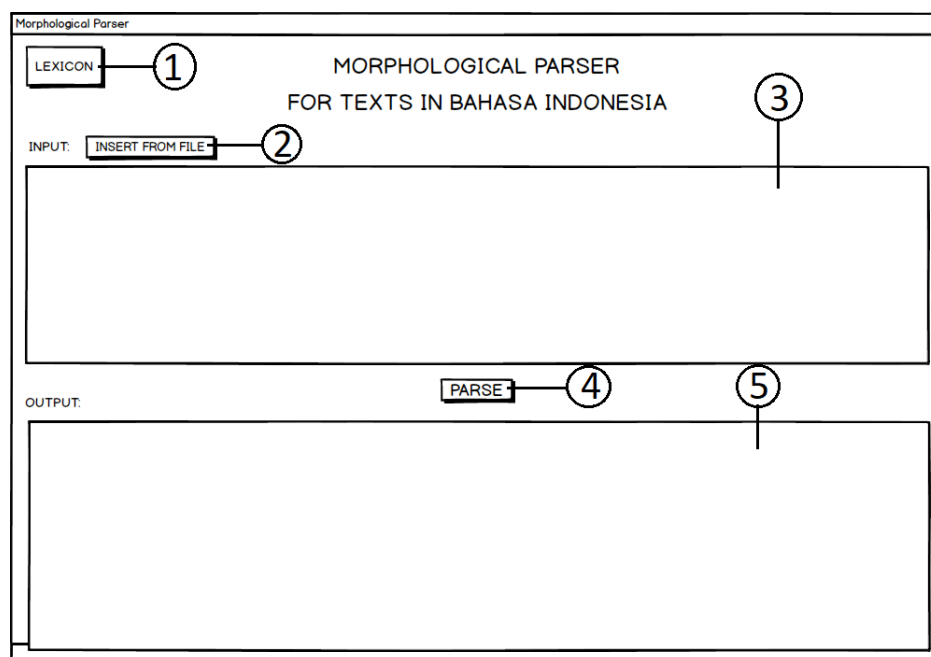 Morphological Parser
LEXICON 1
MORPHOLOGICAL PARSER
FOR TEXTS IN BAHASA INDONESIA
3
INPUT: INSERT FROM FILE 2
PARSE 4
5
OUTPUT: